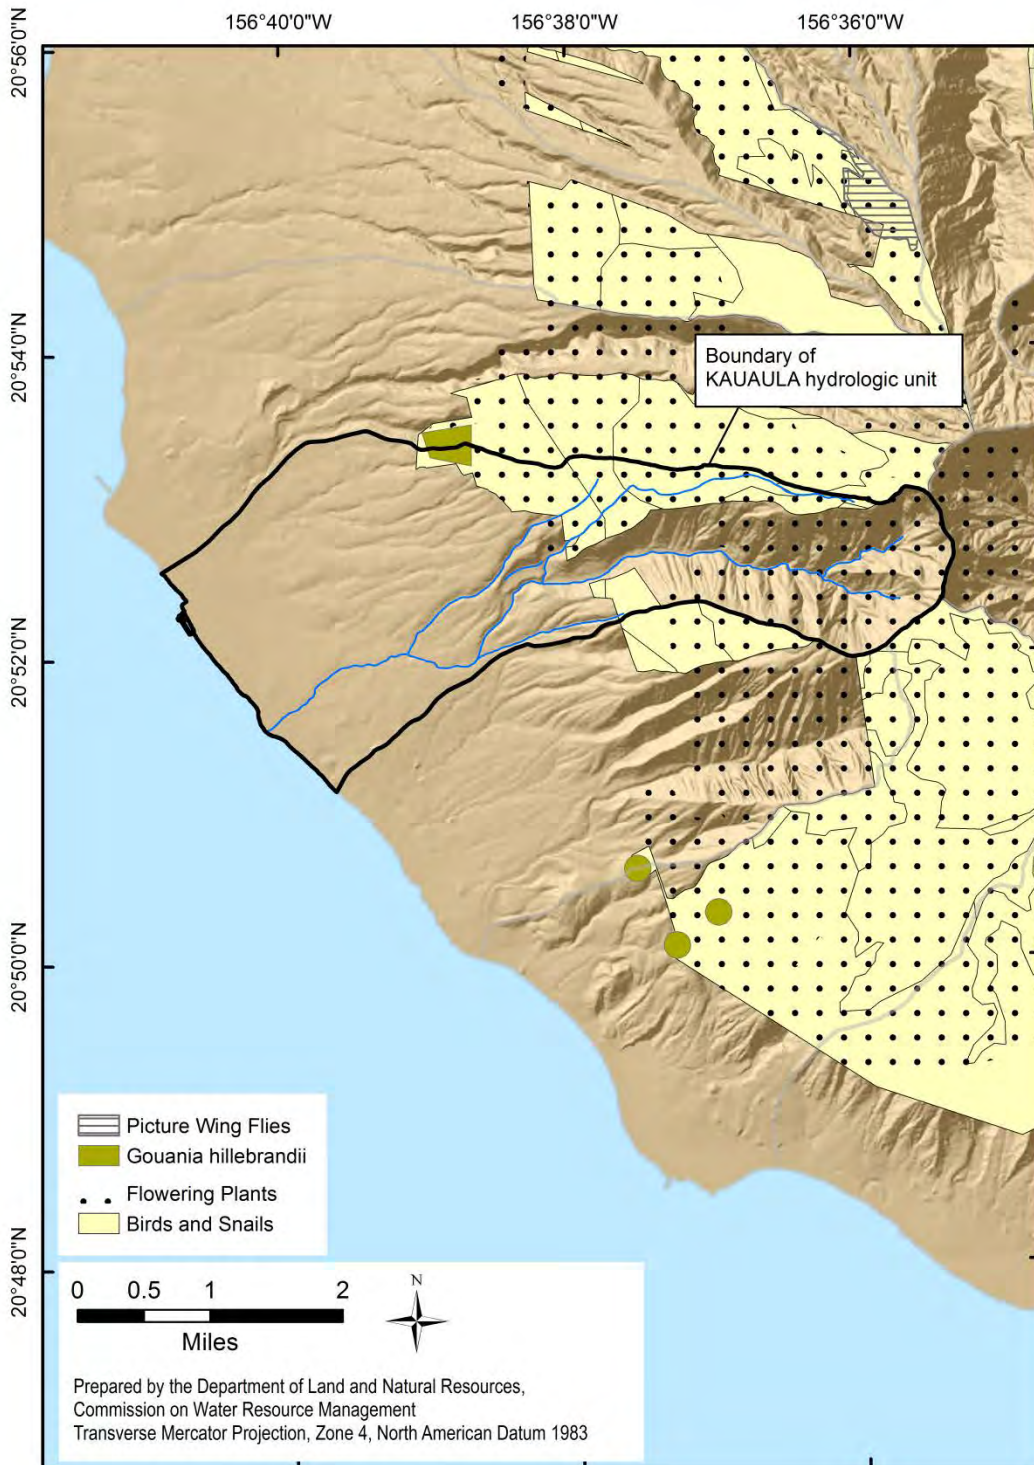 156°40'0"W
156°38'0"W
156°36'0"W
20°56'0"N
20°54'0"N
20°52'0"N
20°50'0"N
20°48'0"N
Boundary of
KAUAULA hydrologic unit
Picture Wing Flies
Gouania hillebrandii
Flowering Plants
Birds and Snails
0 0.5 1 2
Miles
N
Prepared by the Department of Land and Natural Resources,
Commission on Water Resource Management
Transverse Mercator Projection, Zone 4, North American Datum 1983